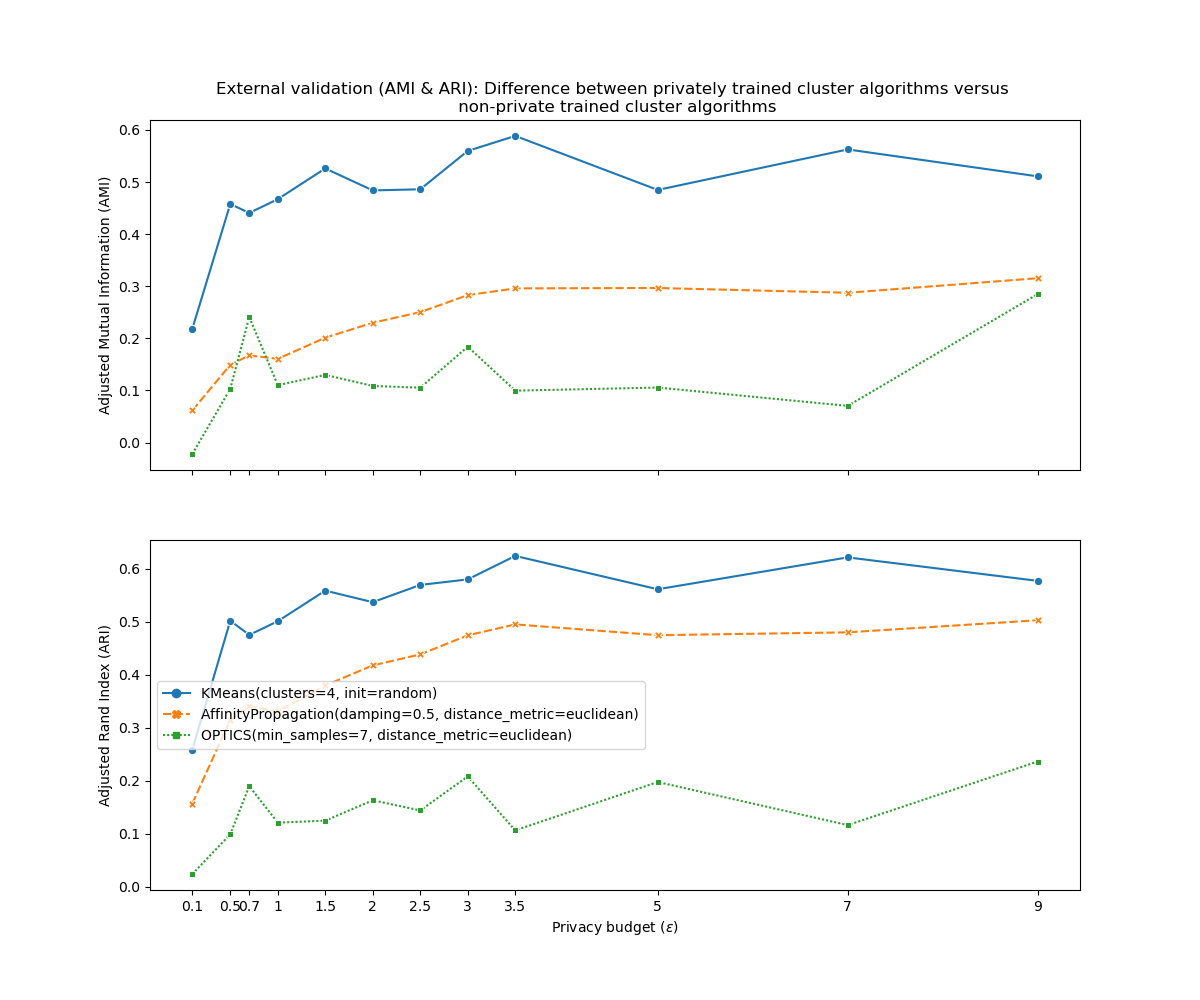 External validation (AMI & ARI): Difference between privately trained cluster algorithms versus
non-private trained cluster algorithms
0.6
0.5
0.4
0.3
0.2
0.1
0.0
Adjusted Mutual Information (AMI)
0.6
0.5
0.4
0.3
0.2
0.1
0.0
Adjusted Rand Index (ARI)
KMeans(clusters=4, init=random)
AffinityPropagation(damping=0.5, distance_metric=euclidean)
OPTICS(min_samples=7, distance_metric=euclidean)
0.1 0.5 0.7 1 1.5 2 2.5 3 3.5 5 7 9
Privacy budget (ε)